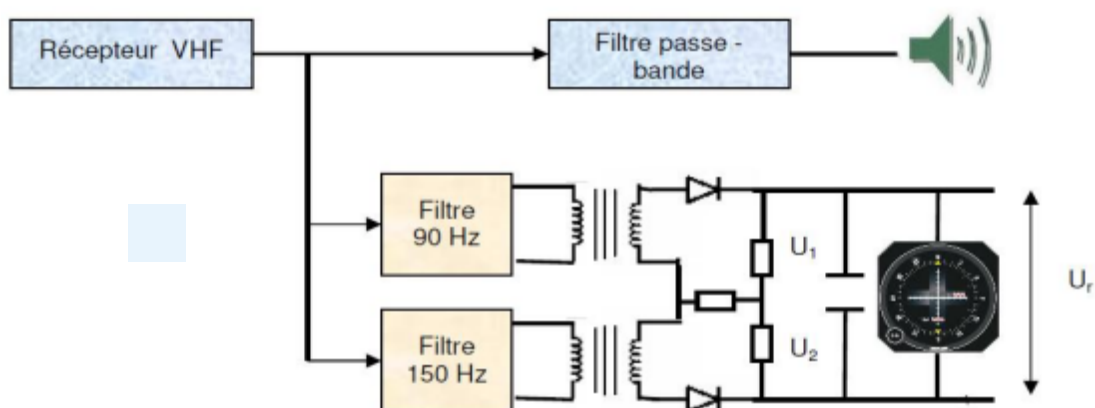 Récepteur VHF
Filtre passe -
bande
Filtre
90 Hz
U₁
Uᵣ
Filtre
150 Hz
U₂